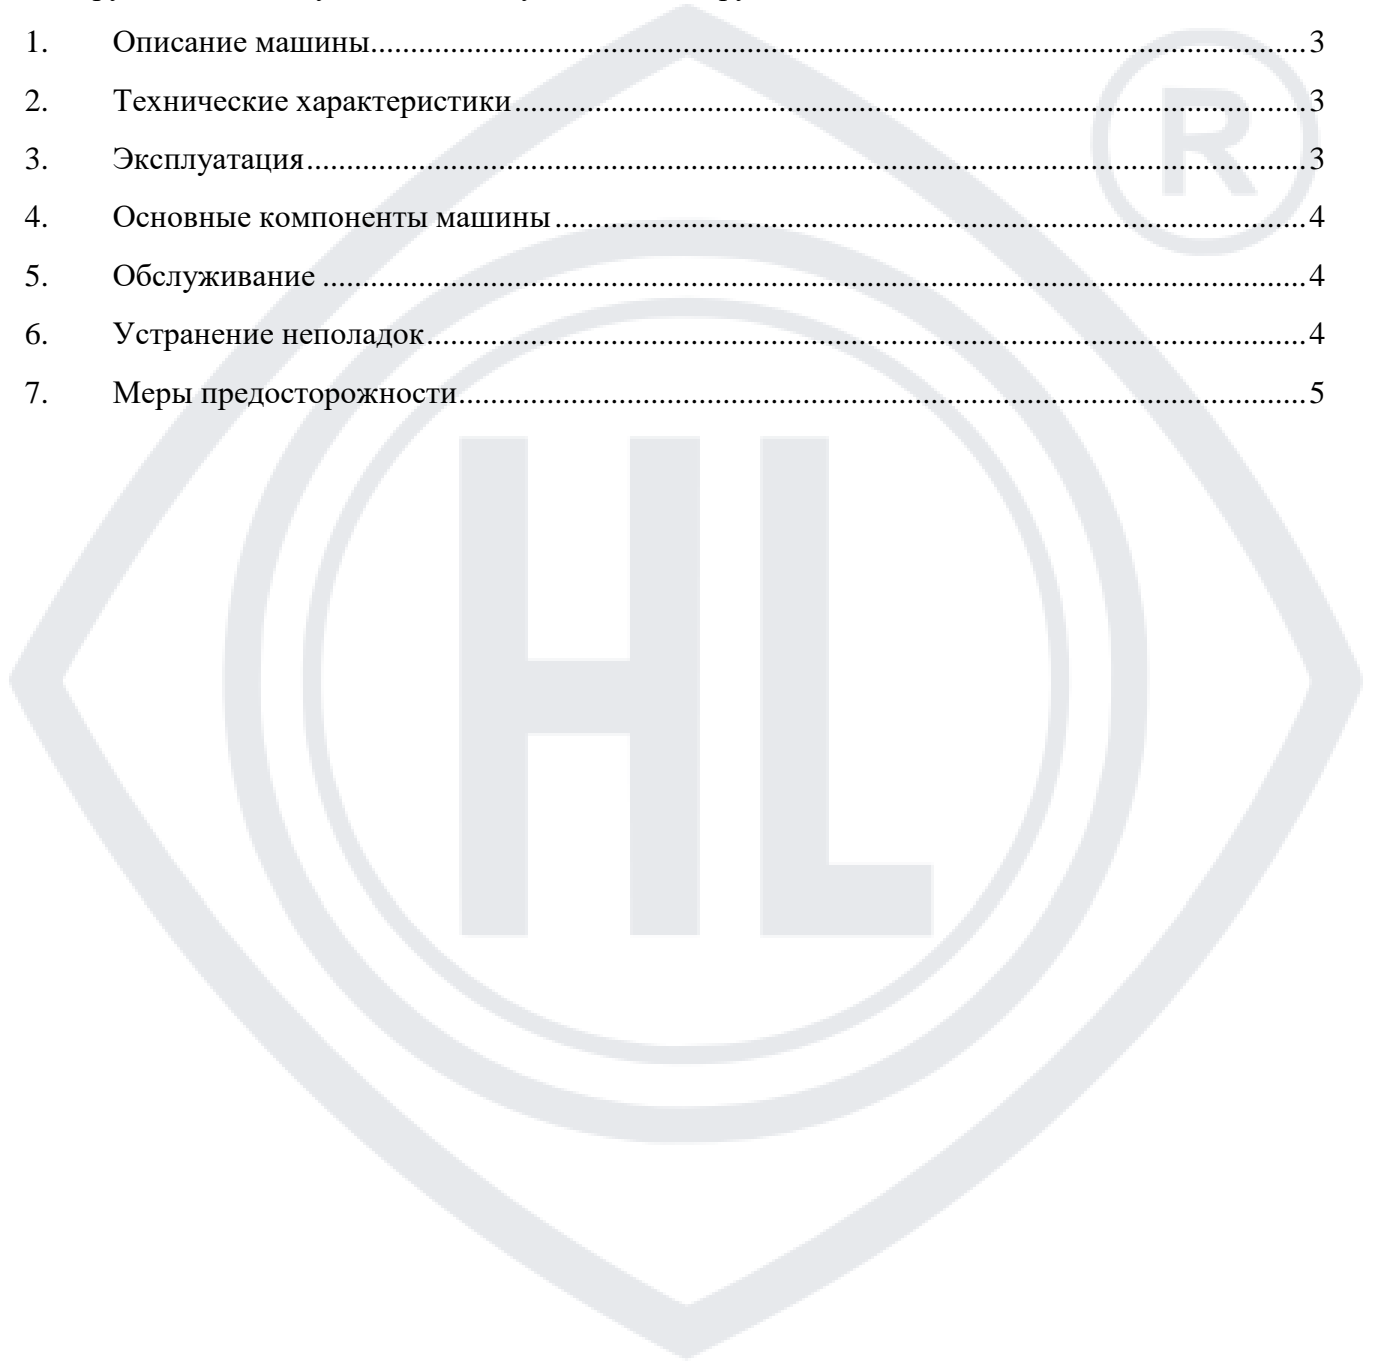 1. Описание машины........................................................................................................................3
2. Технические характеристики........................................................................................................3
3. Эксплуатация................................................................................................................................3
4. Основные компоненты машины...................................................................................................4
5. Обслуживание..............................................................................................................................4
6. Устранение неполадок..................................................................................................................4
7. Меры предосторожности..............................................................................................................5
R
HL